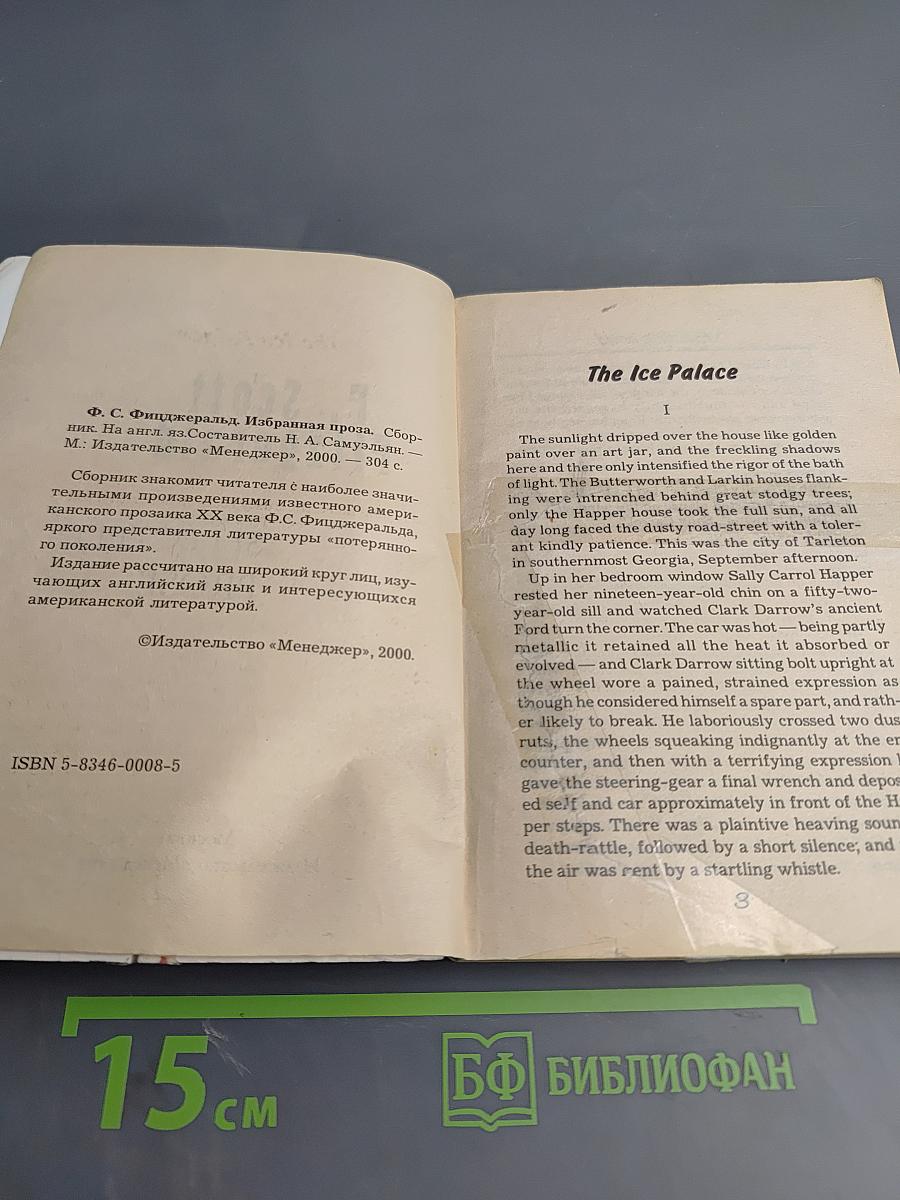 Ф. С. Фицджеральд. Избранная проза. Сбор-
ник. На англ. яз.Составитель Н. А. Самуэльян. —
М.: Издательство «Менеджер», 2000. — 304 с.
Сборник знакомит читателя с наиболее значи-
тельными произведениями известного амери-
канского прозаика XX века Ф.С. Фицджеральда,
яркого представителя литературы «потерянно-
го поколения».
Издание рассчитано на широкий круг лиц, изу-
чающих английский язык и интересующихся
американской литературой.
©Издательство «Менеджер», 2000.
ISBN 5-8346-0008-5
The Ice Palace
I
The sunlight dripped over the house like golden
paint over an art jar, and the freckling shadows
here and there only intensified the rigor of the bath
of light. The Butterworth and Larkin houses flank-
ing were intrenched behind great stodgy trees;
only the Happer house took the full sun, and all
day long faced the dusty road-street with a toler-
ant kindly patience. This was the city of Tarleton
in southernmost Georgia, September afternoon.
Up in her bedroom window Sally Carrol Happer
rested her nineteen-year-old chin on a fifty-two-
year-old sill and watched Clark Darrow's ancient
Ford turn the corner. The car was hot — being partly
metallic it retained all the heat it absorbed or
evolved — and Clark Darrow sitting bolt upright at
the wheel wore a pained, strained expression as
though he considered himself a spare part, and rath-
er likely to break. He laboriously crossed two dus
ruts, the wheels squeaking indignantly at the en
counter, and then with a terrifying expression h
gave the steering-gear a final wrench and depos
ed self and car approximately in front of the H
per steps. There was a plaintive heaving soun
death-rattle, followed by a short silence; and
the air was rent by a startling whistle.
3
15 см
БФ БИБЛИОФАН